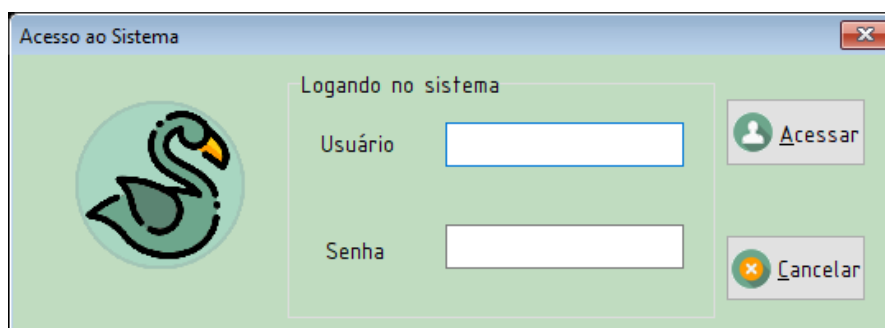 Acesso ao Sistema
Logando no sistema
Usuário
Acessar
Senha
Cancelar